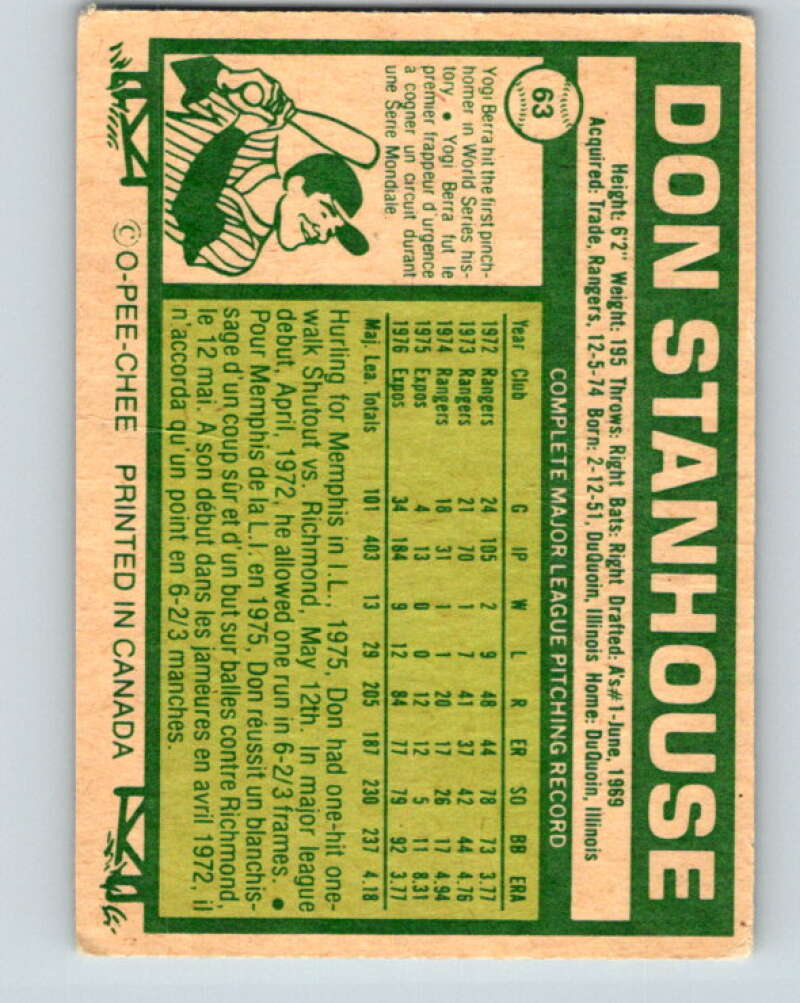 DON STANHOUSE
Height: 6'2" Weight: 195 Throws: Right Bats: Right Drafted: A's #1-June, 1969
Acquired: Trade, Rangers, 12-5-74 Born: 2-12-51, DuQuoin, Illinois Home: DuQuoin, Illinois
63
Yogi Berra hit the first pinch-
homer in World Series his-
tory. • Yogi Berra fut le
premier frappeur d'urgence
a cogner un circuit durant
une Serie Mondiale.
COMPLETE MAJOR LEAGUE PITCHING RECORD
Year Club G IP W L R ER SO BB ERA
1972 Rangers 24 105 2 9 48 44 78 73 3.77
1973 Rangers 21 70 1 7 41 37 42 44 4.76
1974 Rangers 18 31 1 1 20 17 26 17 4.94
1975 Expos 4 13 0 0 12 12 5 11 8.31
1976 Expos 34 184 9 12 84 77 79 92 3.77
Maj. Lea. Totals 101 403 13 29 205 187 230 237 4.18
Hurling for Memphis in I.L., 1975, Don had one-hit one-
walk Shutout vs. Richmond, May 12th. In major league
debut, April, 1972, he allowed one run in 6-2/3 frames. •
Pour Memphis de la L.I. en 1975, Don réussit un blanchis-
sage d'un coup sûr et d'un but sur balles contre Richmond,
le 12 mai. A son début dans les jameures en avril 1972, il
n'accorda qu'un point en 6-2/3 manches.
© O-PEE-CHEE PRINTED IN CANADA